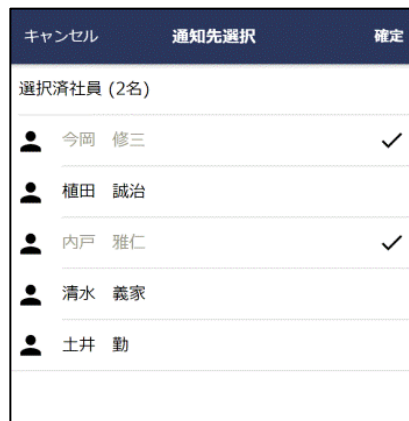 キャンセル 通知先選択 確定
選択済社員 (2名)
今岡 修三
植田 誠治
内戸 雅仁
清水 義家
土井 勤